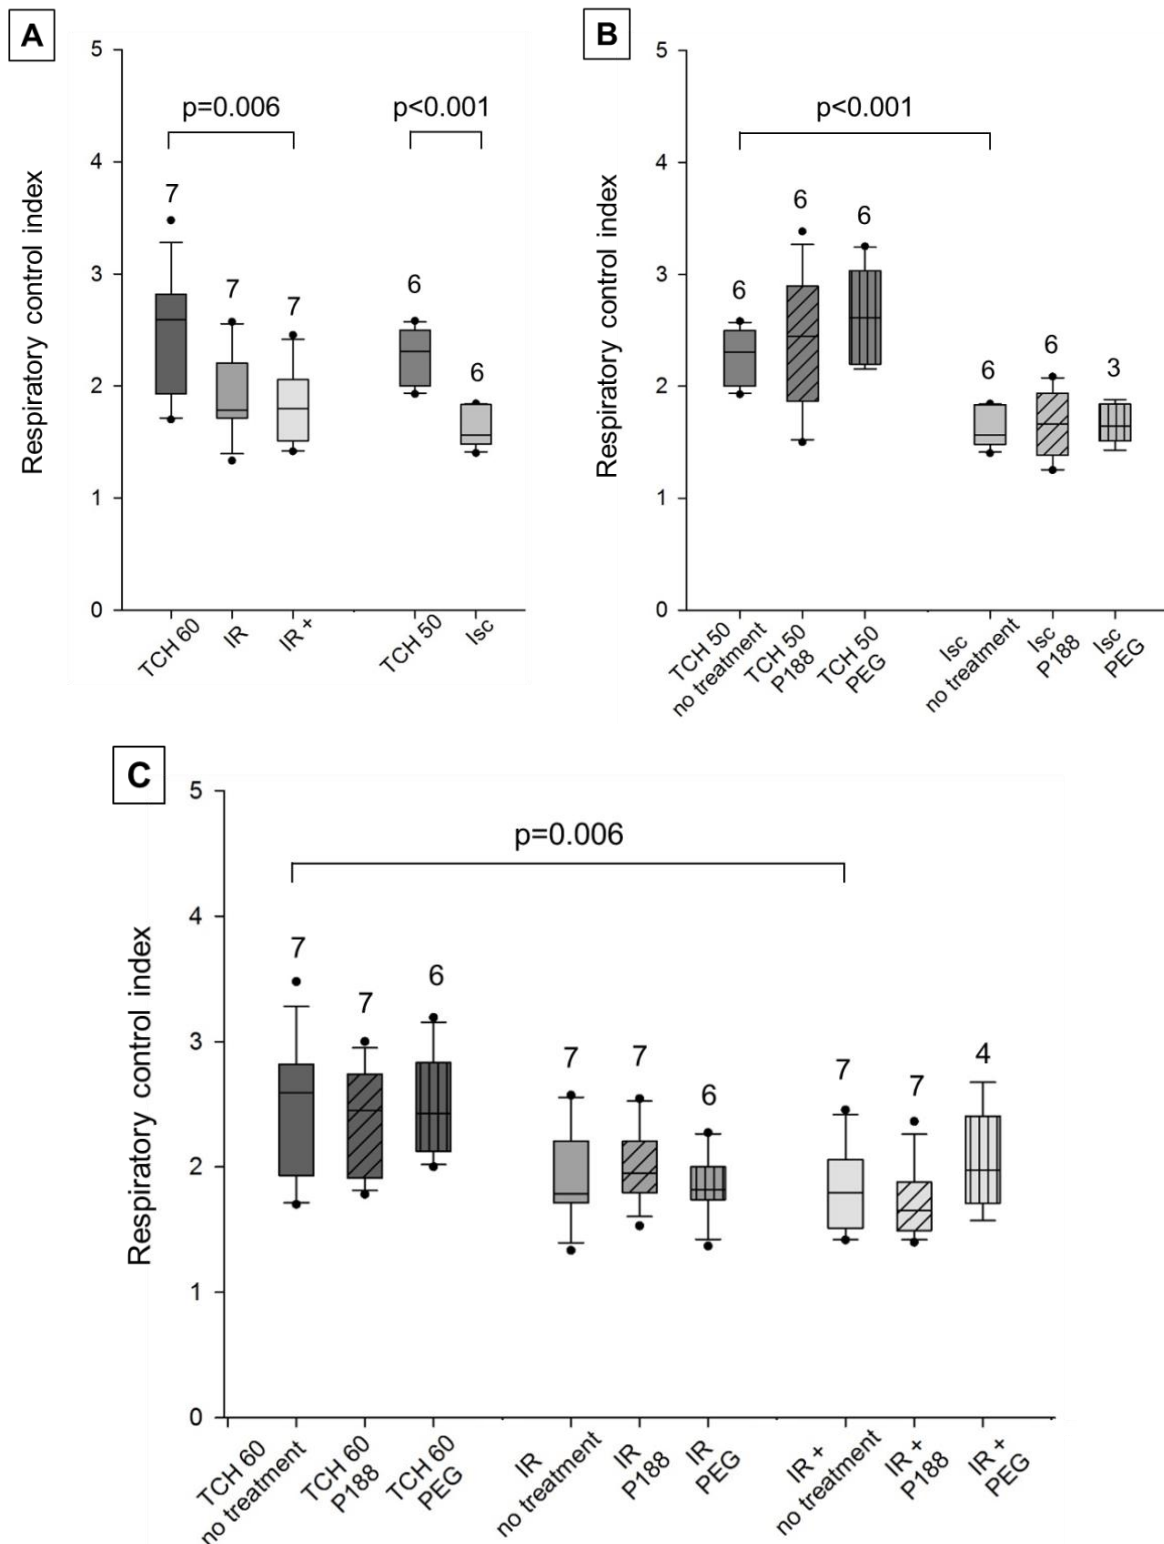 A
Respiratory control index
5
4
3
2
1
0
p=0.006
p<0.001
7
7
7
6
6
TCH 60
IR
IR +
TCH 50
Isc
B
Respiratory control index
5
4
3
2
1
0
p<0.001
6
6
6
6
6
3
TCH 50
no treatment
TCH 50
P188
TCH 50
PEG
Isc
no treatment
Isc
P188
Isc
PEG
C
Respiratory control index
5
4
3
2
1
0
p=0.006
7
7
6
7
7
6
7
7
4
TCH 60
no treatment
TCH 60
P188
TCH 60
PEG
IR
no treatment
IR
P188
IR
PEG
IR +
no treatment
IR +
P188
IR +
PEG